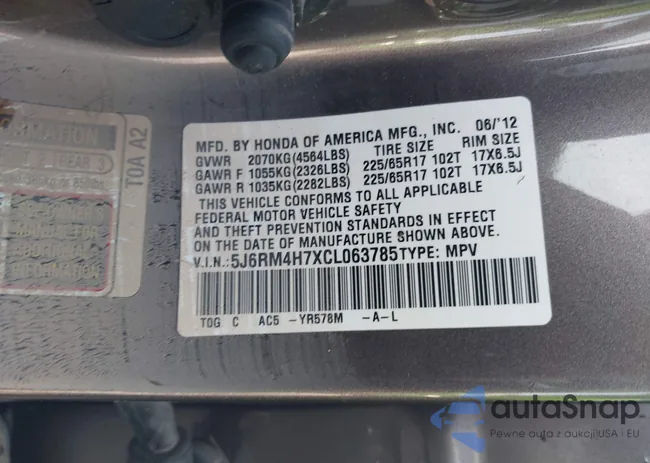 MFD. BY HONDA OF AMERICA MFG., INC. 06/'12
GVWR 2070KG(4564LBS) TIRE SIZE RIM SIZE
GAWR F 1055KG(2326LBS) 225/65R17 102T 17X6.5J
GAWR R 1035KG(2282LBS) 225/65R17 102T 17X6.5J
THIS VEHICLE CONFORMS TO ALL APPLICABLE
FEDERAL MOTOR VEHICLE SAFETY
AND THEFT PREVENTION STANDARDS IN EFFECT
ON THE DATE OF MANUFACTURE SHOWN ABOVE.
V.I.N.: 5J6RM4H7XCL063785 TYPE: MPV
TOG C AC5 -YR578M -A-L
T0A A2
autoSnap
Pewne auta z aukcji USA i EU